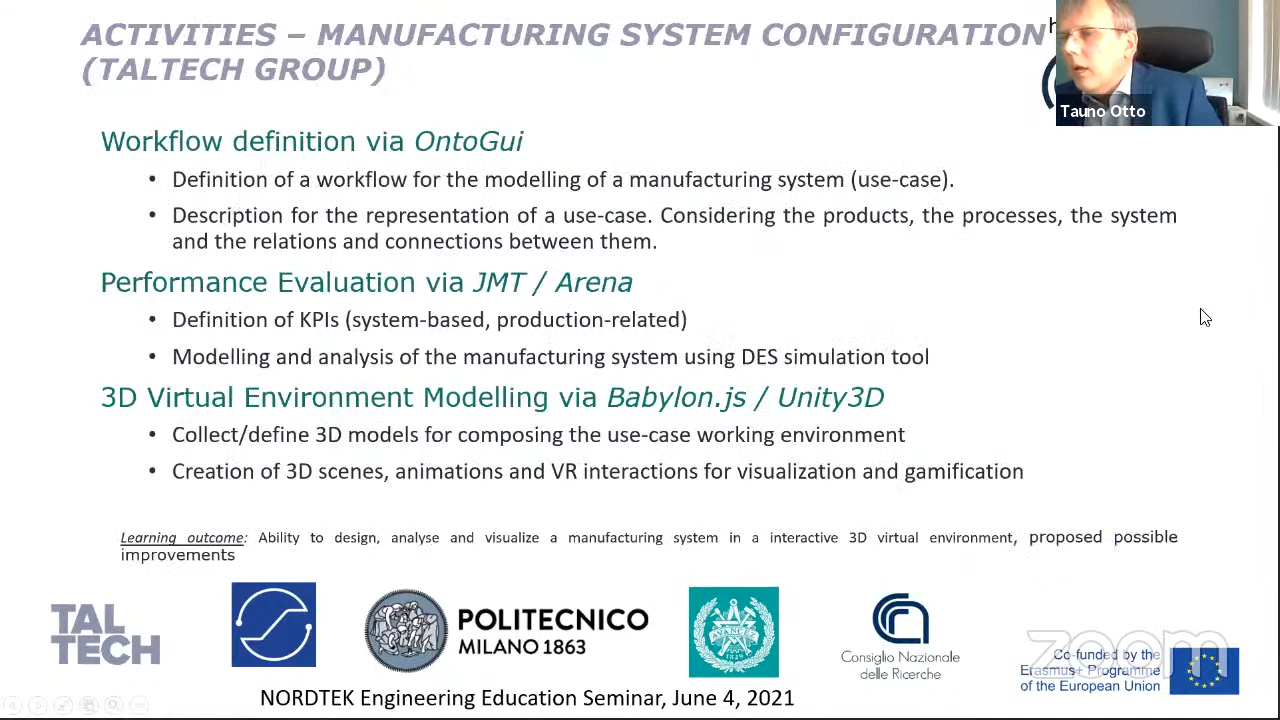 ACTIVITIES – MANUFACTURING SYSTEM CONFIGURATION
(TALTECH GROUP)
Tauno Otto
Workflow definition via OntoGui
• Definition of a workflow for the modelling of a manufacturing system (use-case).
• Description for the representation of a use-case. Considering the products, the processes, the system
and the relations and connections between them.
Performance Evaluation via JMT / Arena
• Definition of KPIs (system-based, production-related)
• Modelling and analysis of the manufacturing system using DES simulation tool
3D Virtual Environment Modelling via Babylon.js / Unity3D
• Collect/define 3D models for composing the use-case working environment
• Creation of 3D scenes, animations and VR interactions for visualization and gamification
Learning outcome: Ability to design, analyse and visualize a manufacturing system in a interactive 3D virtual environment, proposed possible
improvements
TAL
TECH
POLITECNICO
MILANO 1863
AVANCEZ
1829
Consiglio Nazionale
delle Ricerche
zoom
Co-funded by the
Erasmus+ Programme
of the European Union
NORDTEK Engineering Education Seminar, June 4, 2021